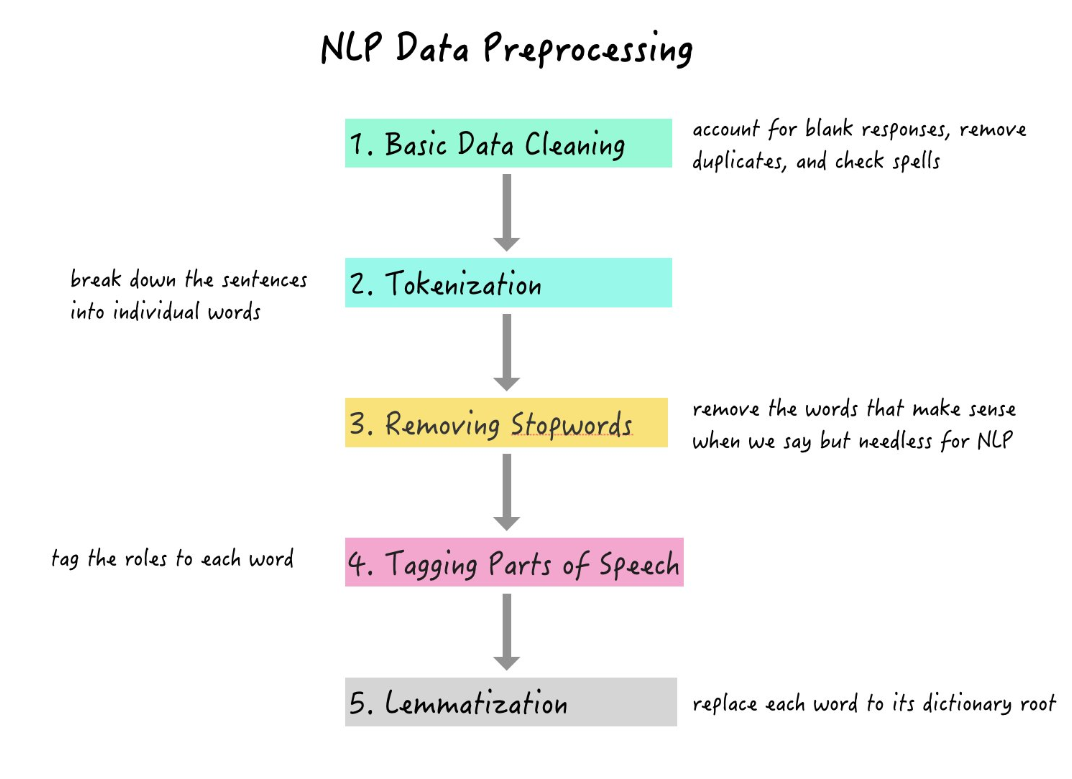 NLP Data Preprocessing
1. Basic Data Cleaning
account for blank responses, remove
duplicates, and check spells
2. Tokenization
break down the sentences
into individual words
3. Removing Stopwords
remove the words that make sense
when we say but needless for NLP
4. Tagging Parts of Speech
tag the roles to each word
5. Lemmatization
replace each word to its dictionary root